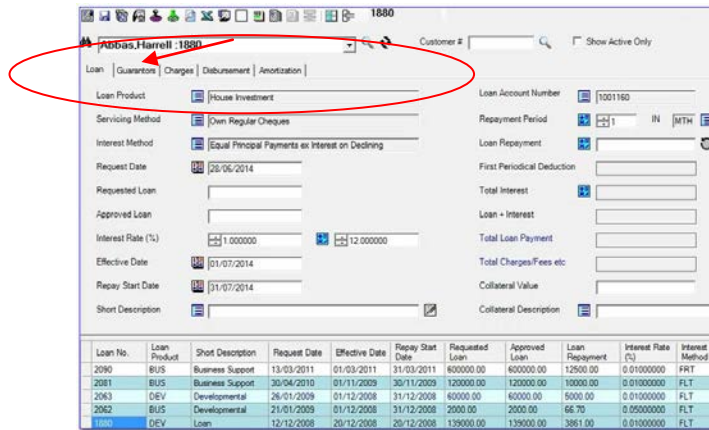 1880
Abbas,Harrell :1880 Customer # Show Active Only
Loan Guarantors Charges Disbursement Amortization
Loan Product House Investment Loan Account Number 1001160
Servicing Method Own Regular Cheques Repayment Period 1 IN MTH
Interest Method Equal Principal Payments ex Interest on Declining Loan Repayment
Request Date 28/06/2014 First Periodical Deduction
Requested Loan Total Interest
Approved Loan Loan + Interest
Interest Rate (%) 1.000000 12.000000 Total Loan Payment
Effective Date 01/07/2014 Total Charges/Fees etc
Repay Start Date 31/07/2014 Collateral Value
Short Description Collateral Description
Loan No. Loan Product Short Description Request Date Effective Date Repay Start Date Requested Loan Approved Loan Loan Repayment Interest Rate (%) Interest Method
2090 BUS Business Support 13/03/2011 01/03/2011 31/03/2011 600000.00 600000.00 12500.00 0.01000000 FRT
2081 BUS Business Support 30/04/2010 01/11/2009 30/11/2009 120000.00 120000.00 10000.00 0.01000000 FLT
2063 DEV Developmental 26/01/2009 01/12/2008 31/12/2008 60000.00 60000.00 5000.00 0.01000000 FLT
2062 BUS Developmental 21/01/2009 01/12/2008 31/12/2008 2000.00 2000.00 66.70 0.05000000 FLT
1880 DEV Loan 12/12/2008 20/12/2008 20/12/2008 139000.00 139000.00 3861.00 0.01000000 FLT